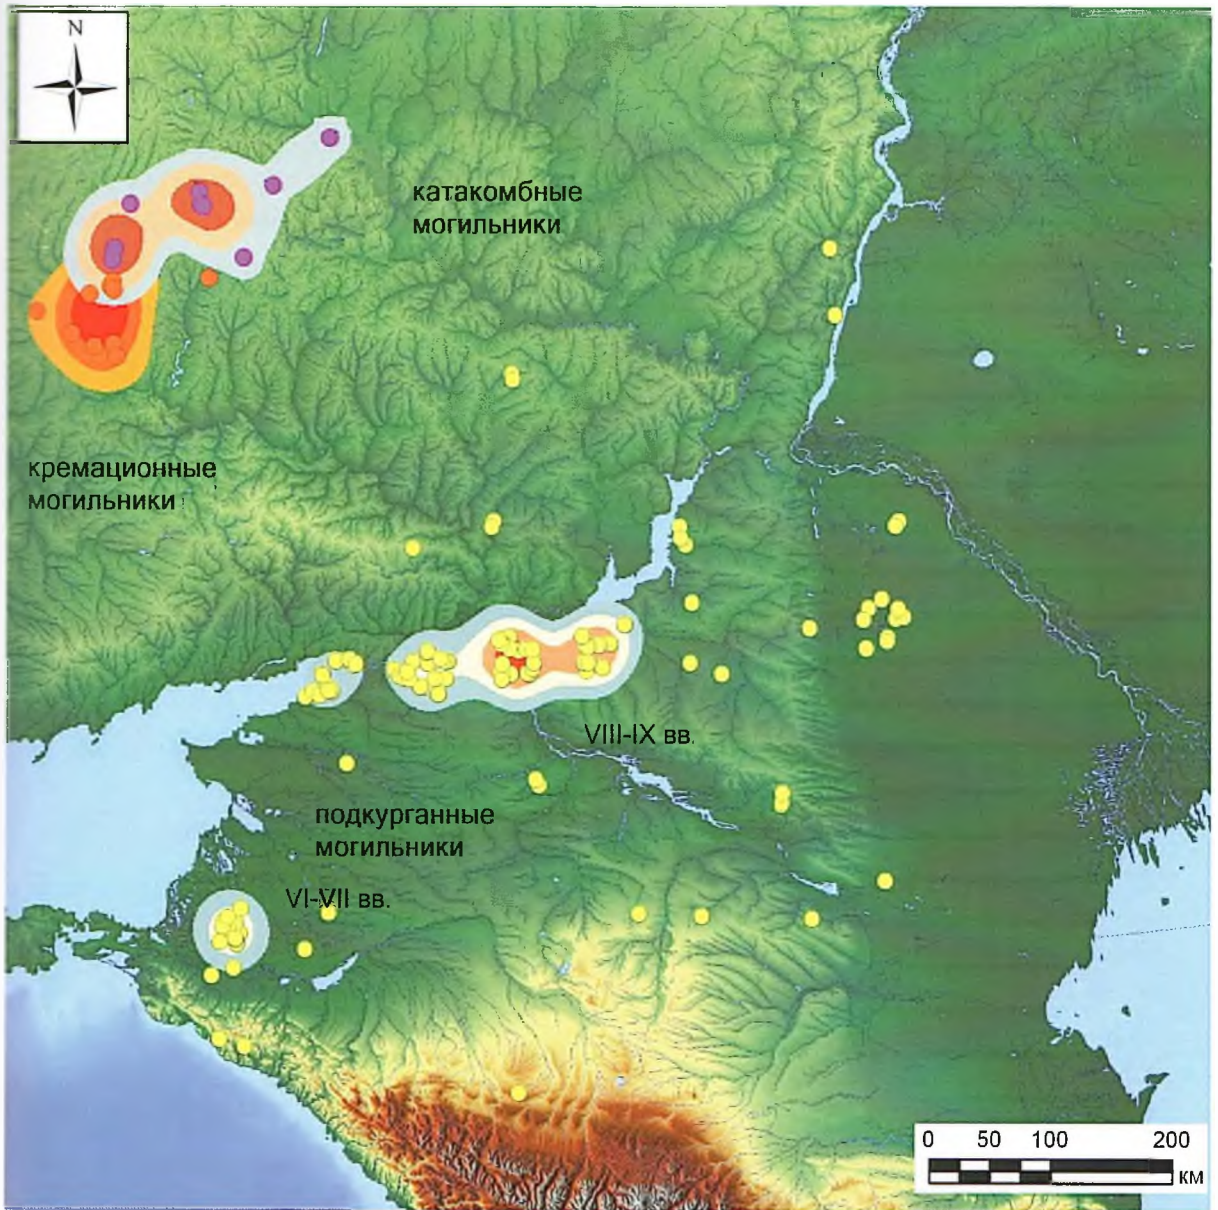 N
катакомбные
могильники
кремационные
могильники
VIII-IX вв.
подкурганные
могильники
VI-VII вв.
0 50 100 200
км